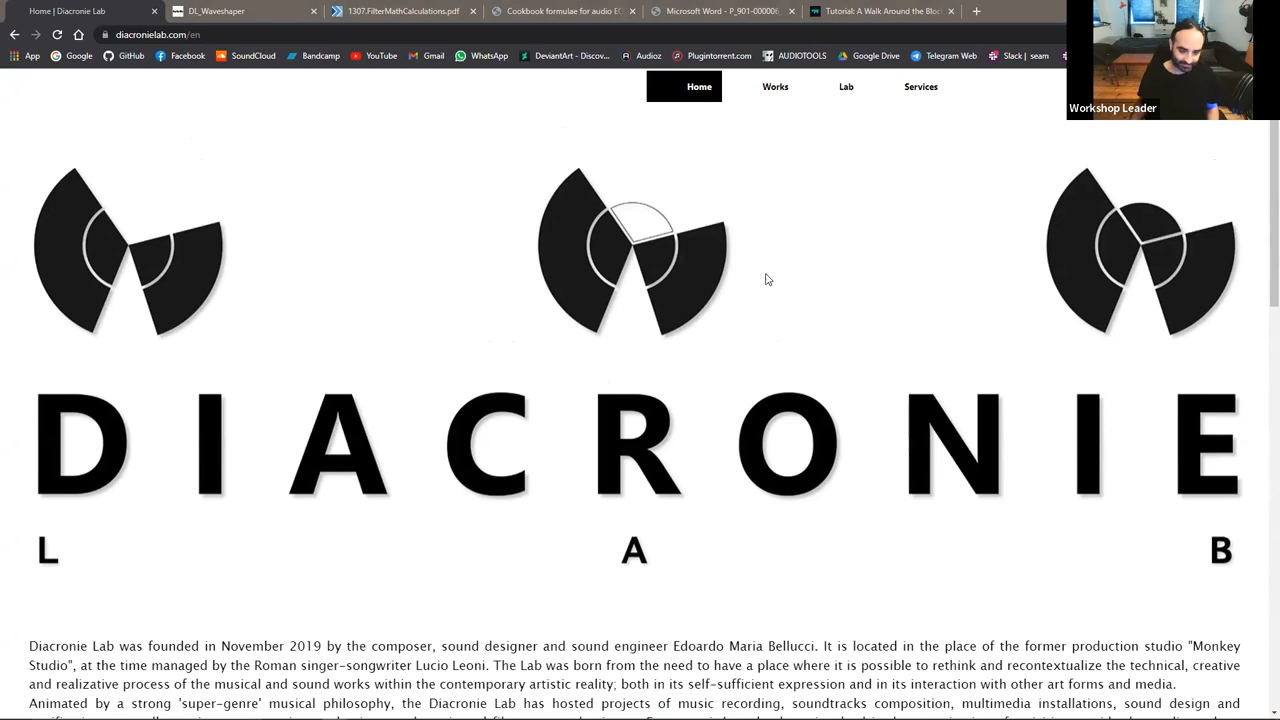 Home | Diacronie Lab
DL_Waveshaper
1307.FilterMathCalculations.pdf
Cookbook formulae for audio EC
Microsoft Word - P_901-000006_
Tutorial: A Walk Around the Bloc
diacronielab.com/en
App Google GitHub Facebook SoundCloud Bandcamp YouTube WhatsApp Gmail DeviantArt - Discov... Audioz Plugintorrent.com AUDIOTOOLS Google Drive Telegram Web Slack | seam
Workshop Leader
Home Works Lab Services
DIACRONIE
LAB
Diacronie Lab was founded in November 2019 by the composer, sound designer and sound engineer Edoardo Maria Bellucci. It is located in the place of the former production studio "Monkey
Studio", at the time managed by the Roman singer-songwriter Lucio Leoni. The Lab was born from the need to have a place where it is possible to rethink and recontextualize the technical, creative
and realizative process of the musical and sound works within the contemporary artistic reality; both in its self-sufficient expression and in its interaction with other art forms and media.
Animated by a strong 'super-genre' musical philosophy, the Diacronie Lab has hosted projects of music recording, soundtracks composition, multimedia installations, sound design and